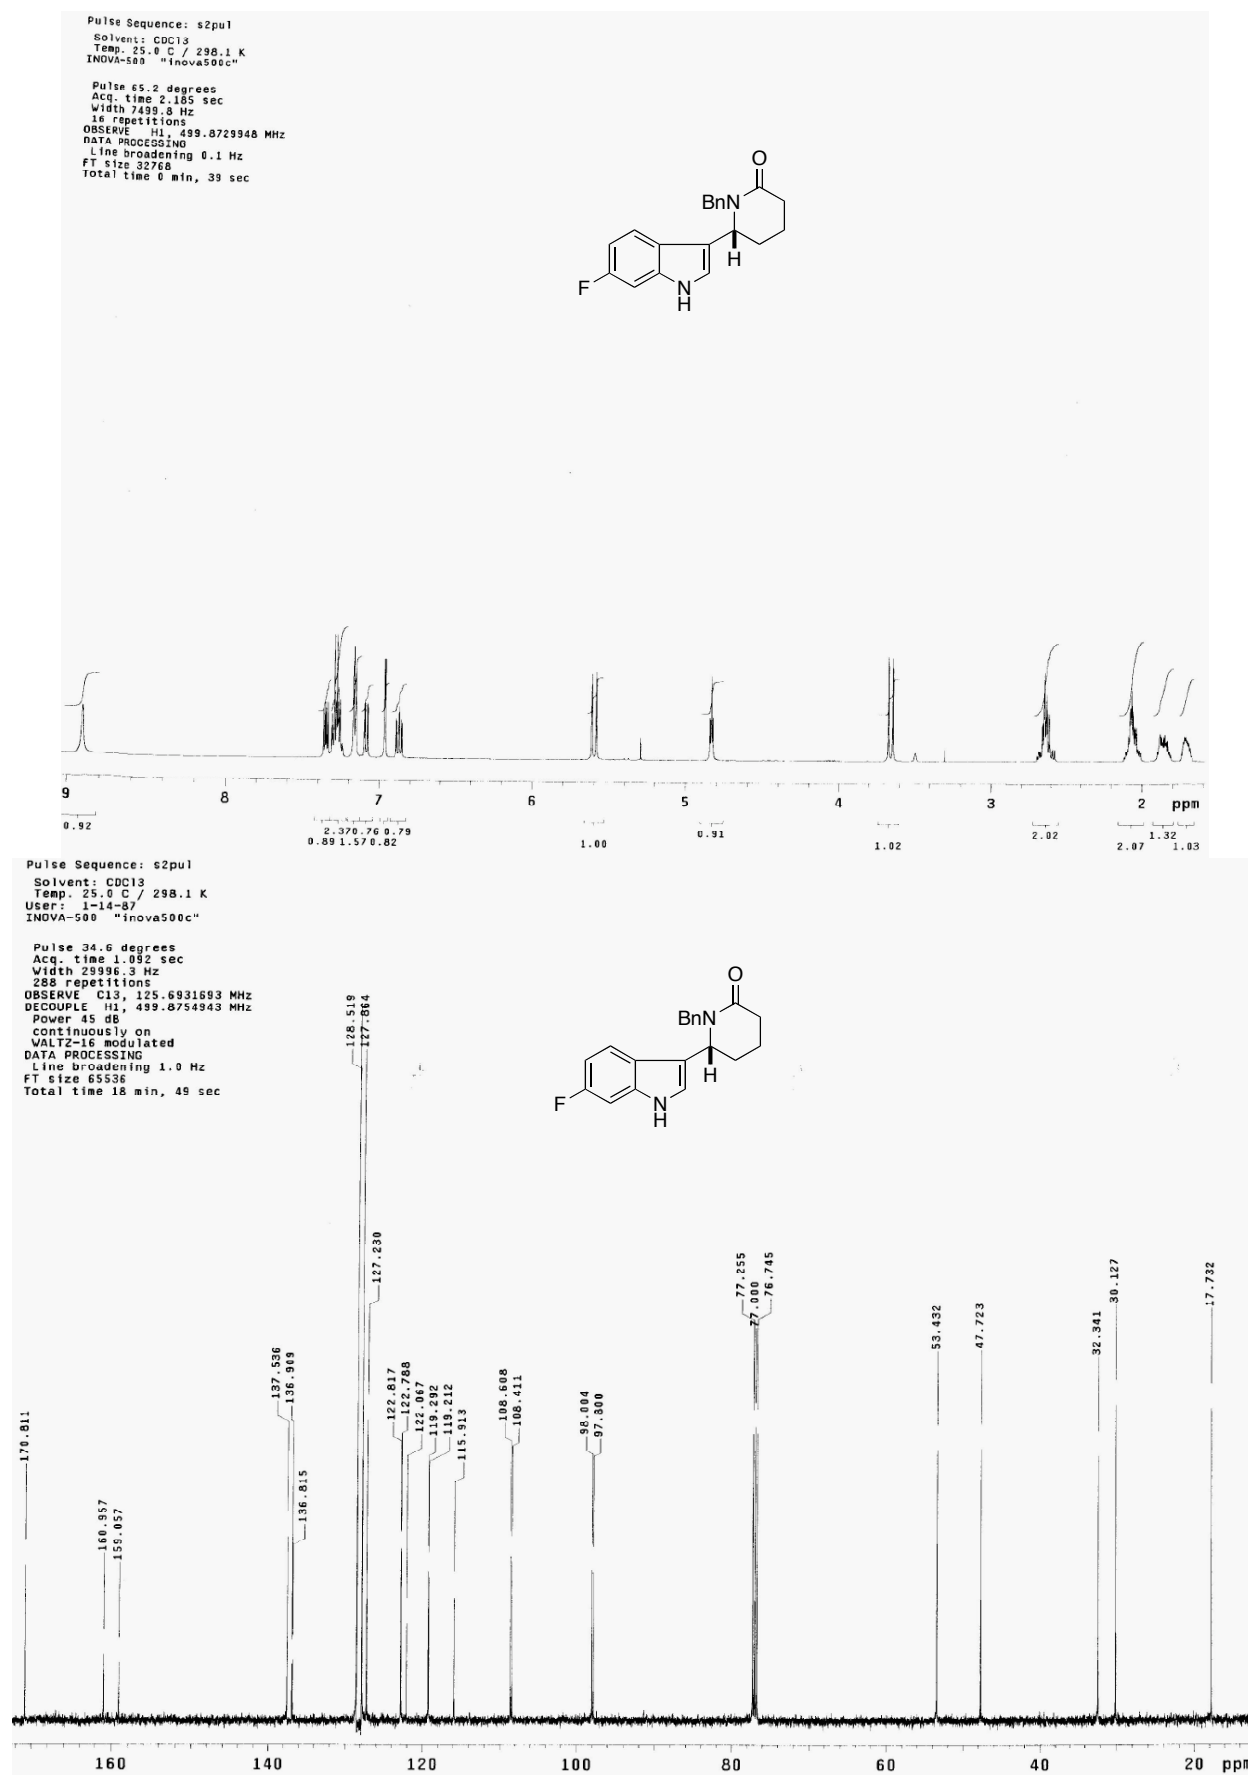 Pulse Sequence: s2pul
Solvent: CDCl3
Temp. 25.0 C / 298.1 K
INOVA-500 "inova500c"
Pulse 65.2 degrees
Acq. time 2.185 sec
Width 7499.8 Hz
16 repetitions
OBSERVE H1, 499.8729948 MHz
DATA PROCESSING
Line broadening 0.1 Hz
FT size 32768
Total time 0 min, 39 sec
O
BnN
H
F
N
H
9 8 7 6 5 4 3 2 ppm
0.92
0.89
2.37
1.57
0.76
0.82
0.79
1.00
0.91
1.02
2.02
2.07
1.32
1.03
Pulse Sequence: s2pul
Solvent: CDCl3
Temp. 25.0 C / 298.1 K
User: 1-14-87
INOVA-500 "inova500c"
Pulse 34.6 degrees
Acq. time 1.092 sec
Width 29996.3 Hz
288 repetitions
OBSERVE C13, 125.6931693 MHz
DECOUPLE H1, 499.8754943 MHz
Power 45 dB
continuously on
WALTZ-16 modulated
DATA PROCESSING
Line broadening 1.0 Hz
FT size 65536
Total time 18 min, 49 sec
O
BnN
H
F
N
H
170.811
160.957
159.057
137.536
136.909
136.815
128.519
127.864
127.230
122.817
122.788
122.067
119.292
119.212
115.913
108.608
108.411
98.004
97.800
77.255
77.000
76.745
53.432
47.723
32.341
30.127
17.732
160 140 120 100 80 60 40 20 ppm